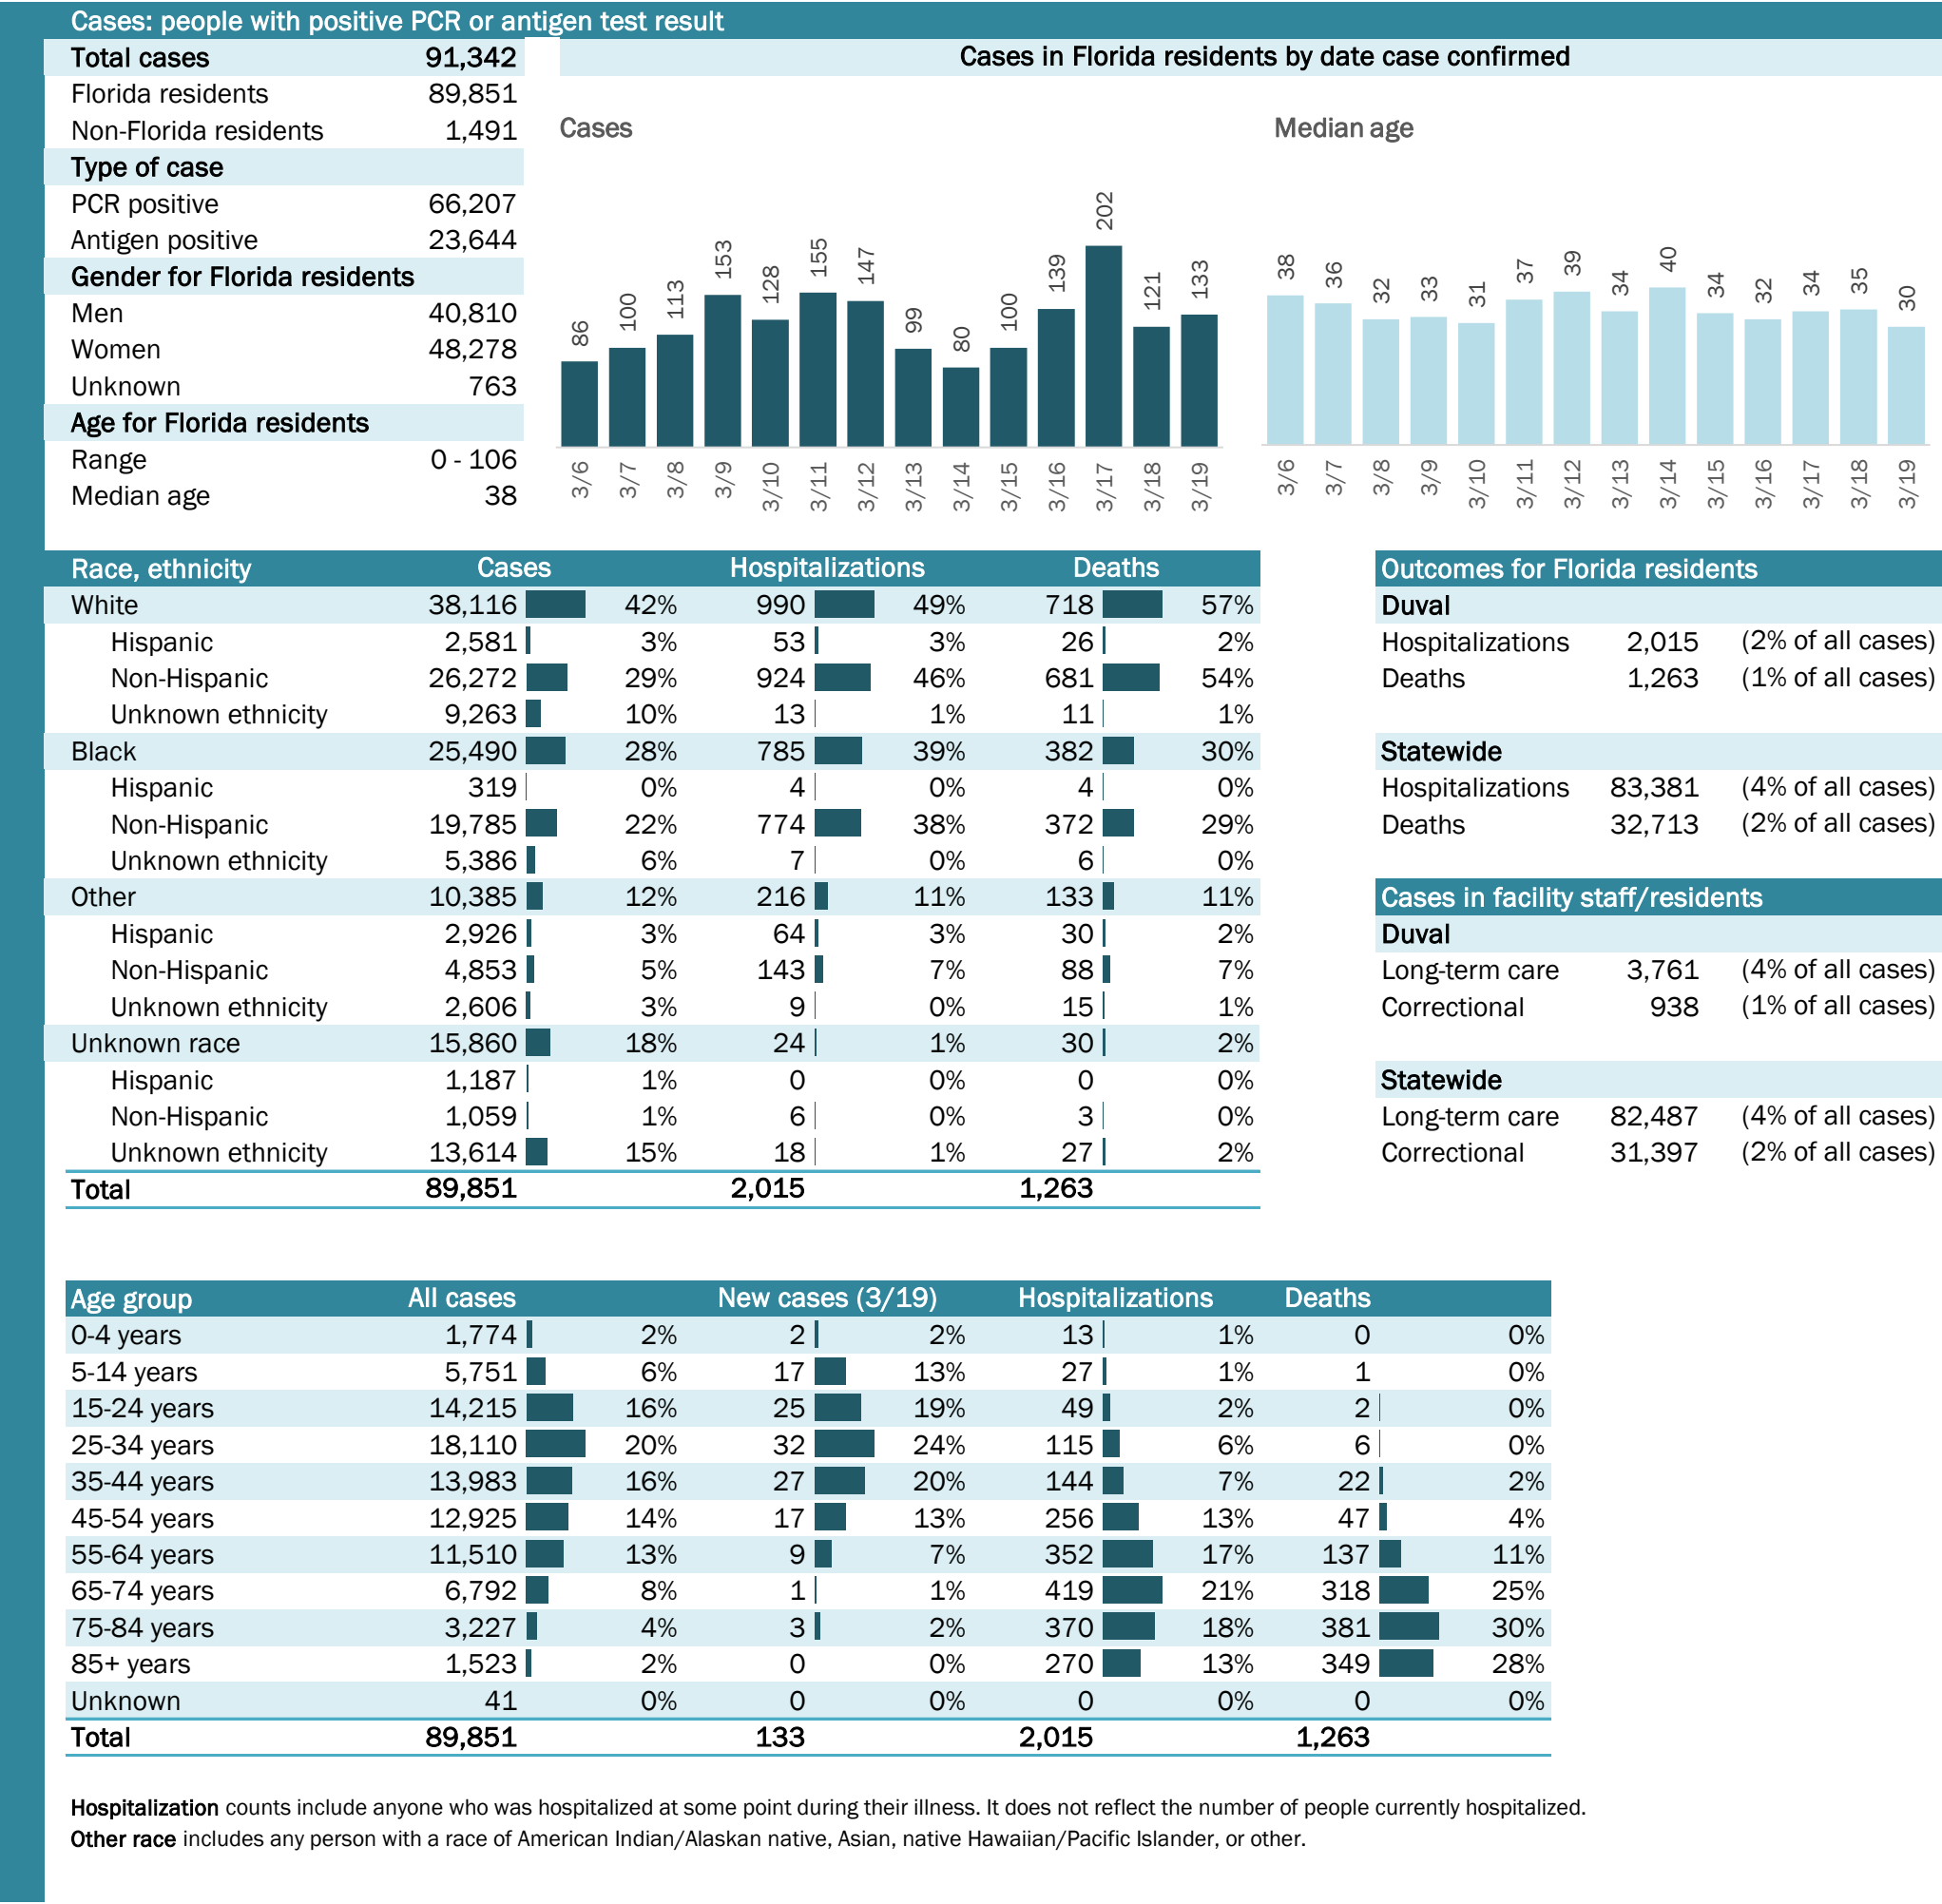 Cases: people with positive PCR or antigen test result
Total cases 91,342
Florida residents 89,851
Non-Florida residents 1,491
Type of case
PCR positive 66,207
Antigen positive 23,644
Gender for Florida residents
Men 40,810
Women 48,278
Unknown 763
Age for Florida residents
Range 0 - 106
Median age 38
Cases in Florida residents by date case confirmed
Cases
86 100 113 153 128 155 147 99 80 100 139 202 121 133
3/6 3/7 3/8 3/9 3/10 3/11 3/12 3/13 3/14 3/15 3/16 3/17 3/18 3/19
Median age
38 36 32 33 31 37 39 34 40 34 32 34 35 30
3/6 3/7 3/8 3/9 3/10 3/11 3/12 3/13 3/14 3/15 3/16 3/17 3/18 3/19
Race, ethnicity Cases Hospitalizations Deaths
White 38,116 42% 990 49% 718 57%
Hispanic 2,581 3% 53 3% 26 2%
Non-Hispanic 26,272 29% 924 46% 681 54%
Unknown ethnicity 9,263 10% 13 1% 11 1%
Black 25,490 28% 785 39% 382 30%
Hispanic 319 0% 4 0% 4 0%
Non-Hispanic 19,785 22% 774 38% 372 29%
Unknown ethnicity 5,386 6% 7 0% 6 0%
Other 10,385 12% 216 11% 133 11%
Hispanic 2,926 3% 64 3% 30 2%
Non-Hispanic 4,853 5% 143 7% 88 7%
Unknown ethnicity 2,606 3% 9 0% 15 1%
Unknown race 15,860 18% 24 1% 30 2%
Hispanic 1,187 1% 0 0% 0 0%
Non-Hispanic 1,059 1% 6 0% 3 0%
Unknown ethnicity 13,614 15% 18 1% 27 2%
Total 89,851 2,015 1,263
Outcomes for Florida residents
Duval
Hospitalizations 2,015 (2% of all cases)
Deaths 1,263 (1% of all cases)
Statewide
Hospitalizations 83,381 (4% of all cases)
Deaths 32,713 (2% of all cases)
Cases in facility staff/residents
Duval
Long-term care 3,761 (4% of all cases)
Correctional 938 (1% of all cases)
Statewide
Long-term care 82,487 (4% of all cases)
Correctional 31,397 (2% of all cases)
Age group All cases New cases (3/19) Hospitalizations Deaths
0-4 years 1,774 2% 2 2% 13 1% 0 0%
5-14 years 5,751 6% 17 13% 27 1% 1 0%
15-24 years 14,215 16% 25 19% 49 2% 2 0%
25-34 years 18,110 20% 32 24% 115 6% 6 0%
35-44 years 13,983 16% 27 20% 144 7% 22 2%
45-54 years 12,925 14% 17 13% 256 13% 47 4%
55-64 years 11,510 13% 9 7% 352 17% 137 11%
65-74 years 6,792 8% 1 1% 419 21% 318 25%
75-84 years 3,227 4% 3 2% 370 18% 381 30%
85+ years 1,523 2% 0 0% 270 13% 349 28%
Unknown 41 0% 0 0% 0 0% 0 0%
Total 89,851 133 2,015 1,263
Hospitalization counts include anyone who was hospitalized at some point during their illness. It does not reflect the number of people currently hospitalized.
Other race includes any person with a race of American Indian/Alaskan native, Asian, native Hawaiian/Pacific Islander, or other.